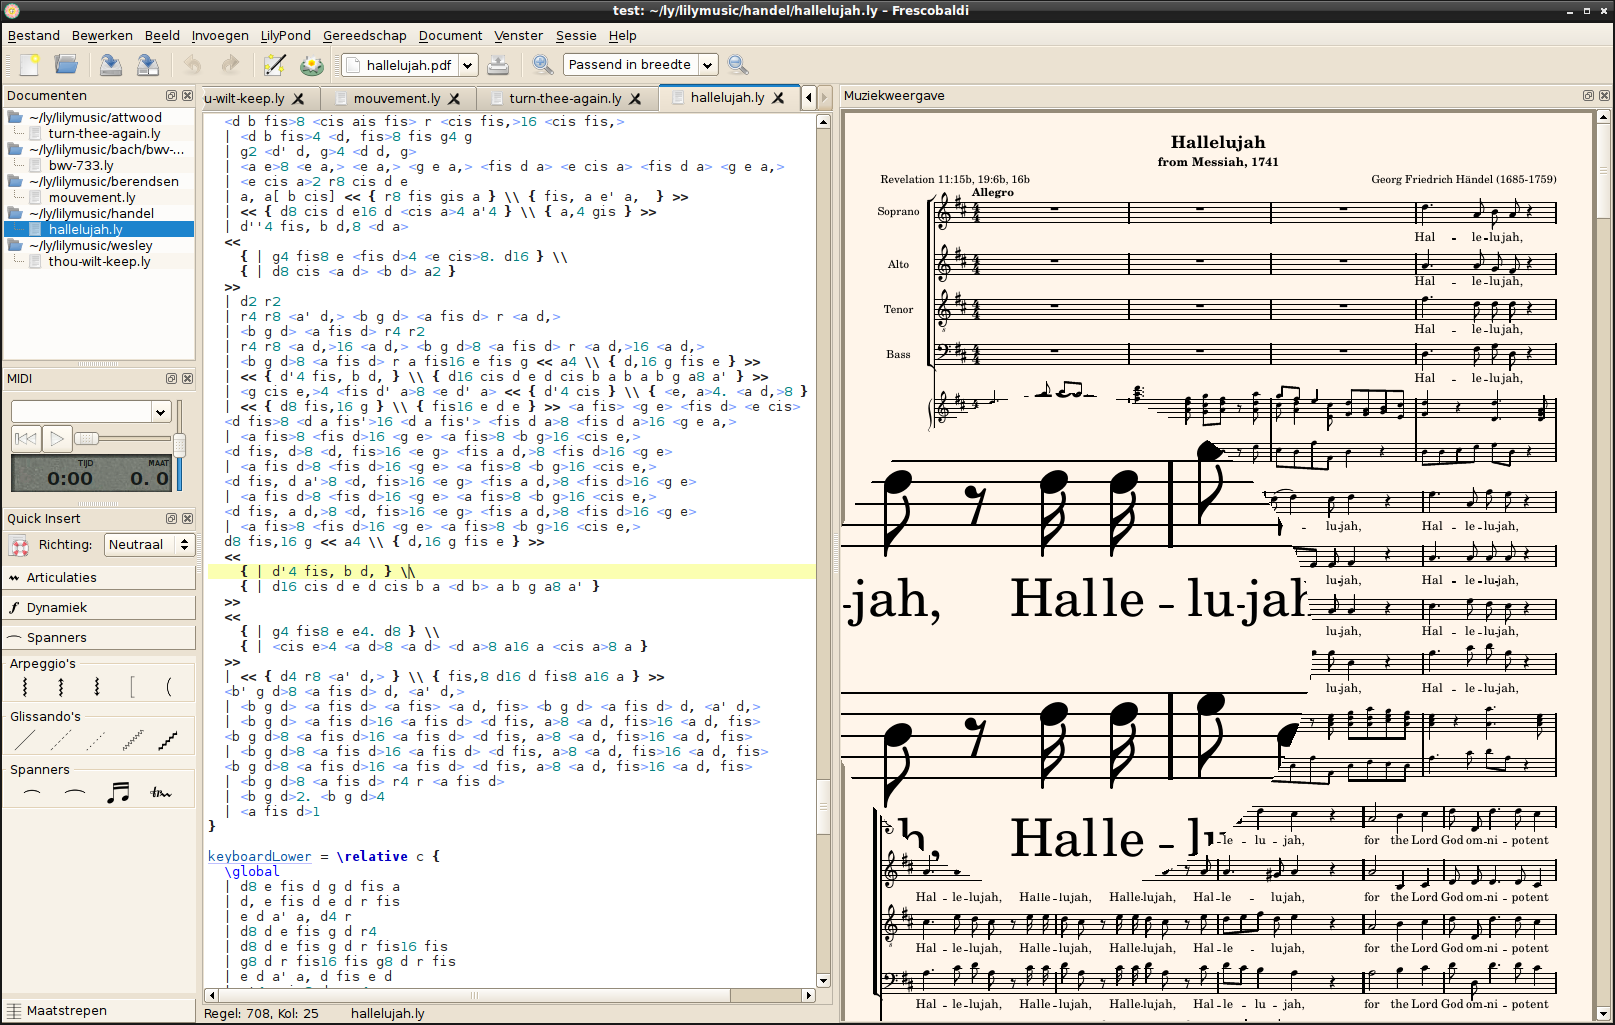 test: ~/ly/lilymusic/handel/hallelujah.ly – Frescobaldi
Bestand Bewerken Beeld Invoegen LilyPond Gereedschap Document Venster Sessie Help
hallelujah.pdf Passend in breedte
Documenten
~/ly/lilymusic/attwood
turn-thee-again.ly
~/ly/lilymusic/bach/bwv-...
bwv-733.ly
~/ly/lilymusic/berendsen
mouvement.ly
~/ly/lilymusic/handel
hallelujah.ly
~/ly/lilymusic/wesley
thou-wilt-keep.ly
MIDI
TIJD MAAT
0:00 0. 0
Quick Insert
Richting: Neutraal
Articulaties
Dynamiek
Spanners
Arpeggio's
Glissando's
Spanners
Maatstrepen
u-wilt-keep.ly mouvement.ly turn-thee-again.ly hallelujah.ly
<d b fis>8 <cis ais fis> r <cis fis,>16 <cis fis,>
| <d b fis>4 <d, fis>8 fis g4 g
| g2 <d' d, g>4 <d d, g>
| <a e>8 <e a,> <e a,> <g e a,> <fis d a> <e cis a> <fis d a> <g e a,>
| <e cis a>2 r8 cis d e
| a, a[ b cis] << { r8 fis gis a } \\ { fis, a e' a,  } >>
| << { d8 cis d e16 d <cis a>4 a'4 } \\ { a,4 gis } >>
| d''4 fis, b d,8 <d a>
<<
{ | g4 fis8 e <fis d>4 <e cis>8. d16 } \\
{ | d8 cis <a d> <b d> a2 }
>>
| d2 r2
| r4 r8 <a' d,> <b g d> <a fis d> r <a d,>
| <b g d> <a fis d> r4 r2
| r4 r8 <a d,>16 <a d,> <b g d>8 <a fis d> r <a d,>16 <a d,>
| <b g d>8 <a fis d> r a fis16 e fis g << a4 \\ { d,16 g fis e } >>
| << { d'4 fis, b d, } \\ { d16 cis d e d cis b a b a b g a8 a' } >>
| <g cis e,>4 <fis d' a>8 <e d' a> << { d'4 cis } \\ { <e, a>4. <a d,>8 }
| << { d8 fis,16 g } \\ { fis16 e d e } >> <a fis> <g e> <fis d> <e cis>
<d fis>8 <d a fis'>16 <d a fis'> <fis d a>8 <fis d a>16 <g e a,>
| <a fis>8 <fis d>16 <g e> <a fis>8 <b g>16 <cis e,>
<d fis, d>8 <d, fis>16 <e g> <fis a d,>8 <fis d>16 <g e>
| <a fis d>8 <fis d>16 <g e> <a fis>8 <b g>16 <cis e,>
<d fis, d a'>8 <d, fis>16 <e g> <fis a d,>8 <fis d>16 <g e>
| <a fis d>8 <fis d>16 <g e> <a fis>8 <b g>16 <cis e,>
<d fis, a d,>8 <d, fis>16 <e g> <fis a d,>8 <fis d>16 <g e>
| <a fis>8 <fis d>16 <g e> <a fis>8 <b g>16 <cis e,>
d8 fis,16 g << a4 \\ { d,16 g fis e } >>
<<
{ | d'4 fis, b d, } \\
{ | d16 cis d e d cis b a <d b> a b g a8 a' }
>>
<<
{ | g4 fis8 e e4. d8 } \\
{ | <cis e>4 <a d>8 <a d> <d a>8 a16 a <cis a>8 a }
>>
| << { d4 r8 <a' d,> } \\ { fis,8 d16 d fis8 a16 a } >>
<b' g d>8 <a fis d> d, <a' d,>
| <b g d> <a fis d> <a fis> <a d, fis> <b g d> <a fis d> d, <a' d,>
| <b g d> <a fis d>16 <a fis d> <d fis, a>8 <a d, fis>16 <a d, fis>
<b g d>8 <a fis d>16 <a fis d> <d fis, a>8 <a d, fis>16 <a d, fis>
| <b g d>8 <a fis d>16 <a fis d> <d fis, a>8 <a d, fis>16 <a d, fis>
<b g d>8 <a fis d>16 <a fis d> <d fis, a>8 <a d, fis>16 <a d, fis>
| <b g d>8 <a fis d> r4 r <a fis d>
| <b g d>2. <b g d>4
| <a fis d>1
}
keyboardLower = \relative c {
\global
| d8 e fis d g d fis a
| d, e fis d e d r fis
| e d a' a, d4 r
| d8 d e fis g d r4
| d8 d e fis g d r fis16 fis
| g8 d r fis16 fis g8 d r fis
| e d a' a, d fis e d
Regel: 708, Kol: 25 hallelujah.ly
Muziekweergave
Hallelujah
from Messiah, 1741
Revelation 11:15b, 19:6b, 16b Georg Friedrich Händel (1685-1759)
Allegro
Soprano
Hal - le-lujah,
Alto
Hal - le-lujah,
Tenor
Hal - le-lujah,
Bass
Hal - le-lujah,
- lujah, Hal - le - lujah,
-jah, Halle - lu-jah
lujah, Hal - le - lujah,
lujah, Hal - le - lujah,
h, Halle - lu
-le - lu - jah, for the Lord God om-ni - potent
Hal - le-lujah, Halle-lujah, Halle-lujah, Hal-le - lujah, for the Lord God om-ni - potent
Hal - le-lujah, Halle-lujah, Halle-lujah, Hal-le - lujah, for the Lord God om-ni - potent
Hal - le-lujah, Halle-lujah, Halle-lujah, Hal-le - lu - jah, for the Lord God om-ni - potent